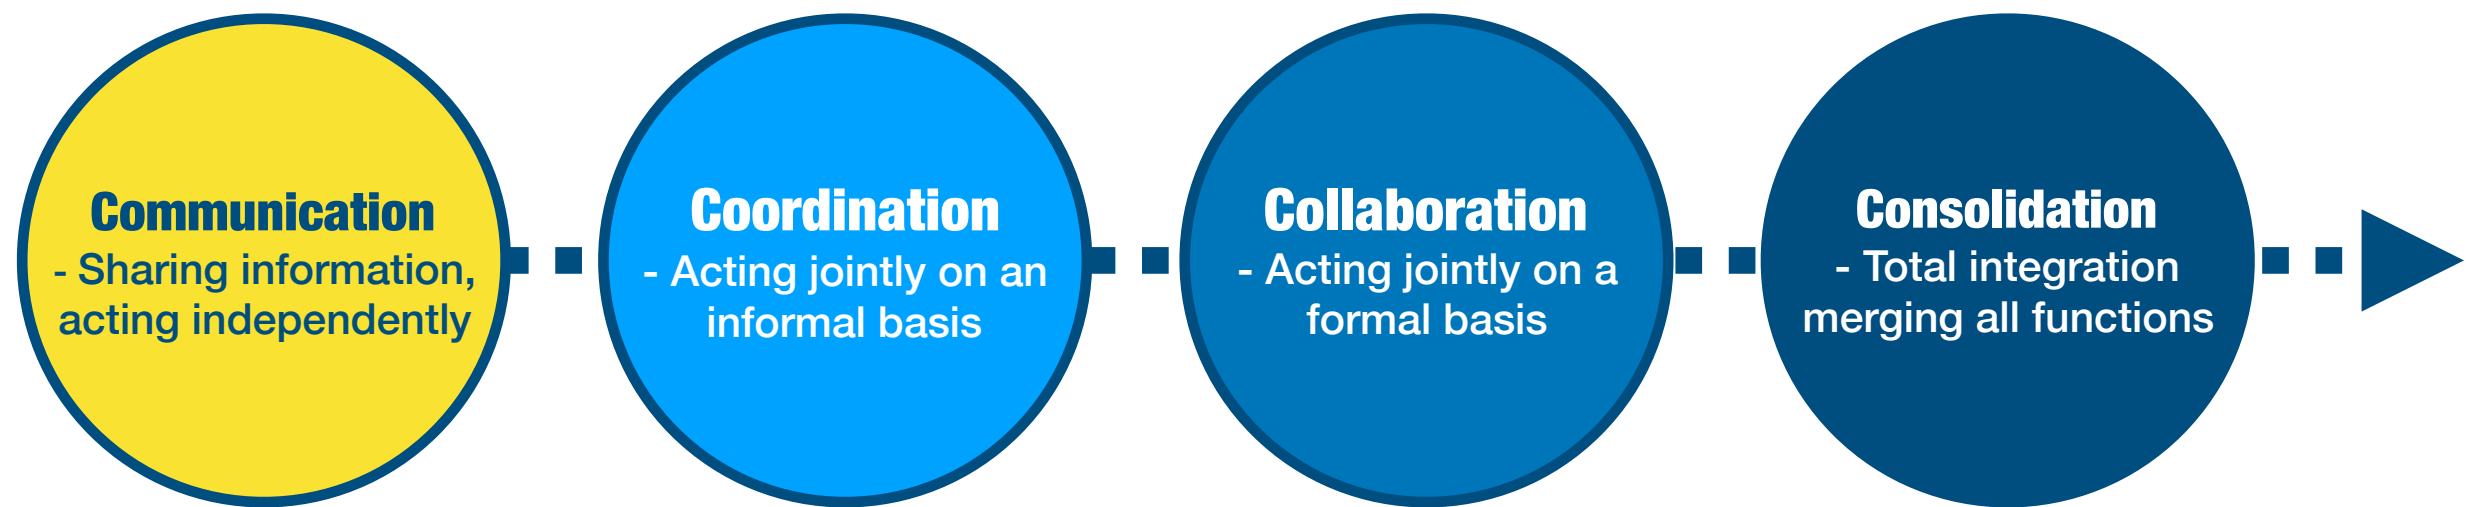 Communication
- Sharing information,
acting independently
Coordination
- Acting jointly on an
informal basis
Collaboration
- Acting jointly on a
formal basis
Consolidation
- Total integration
merging all functions